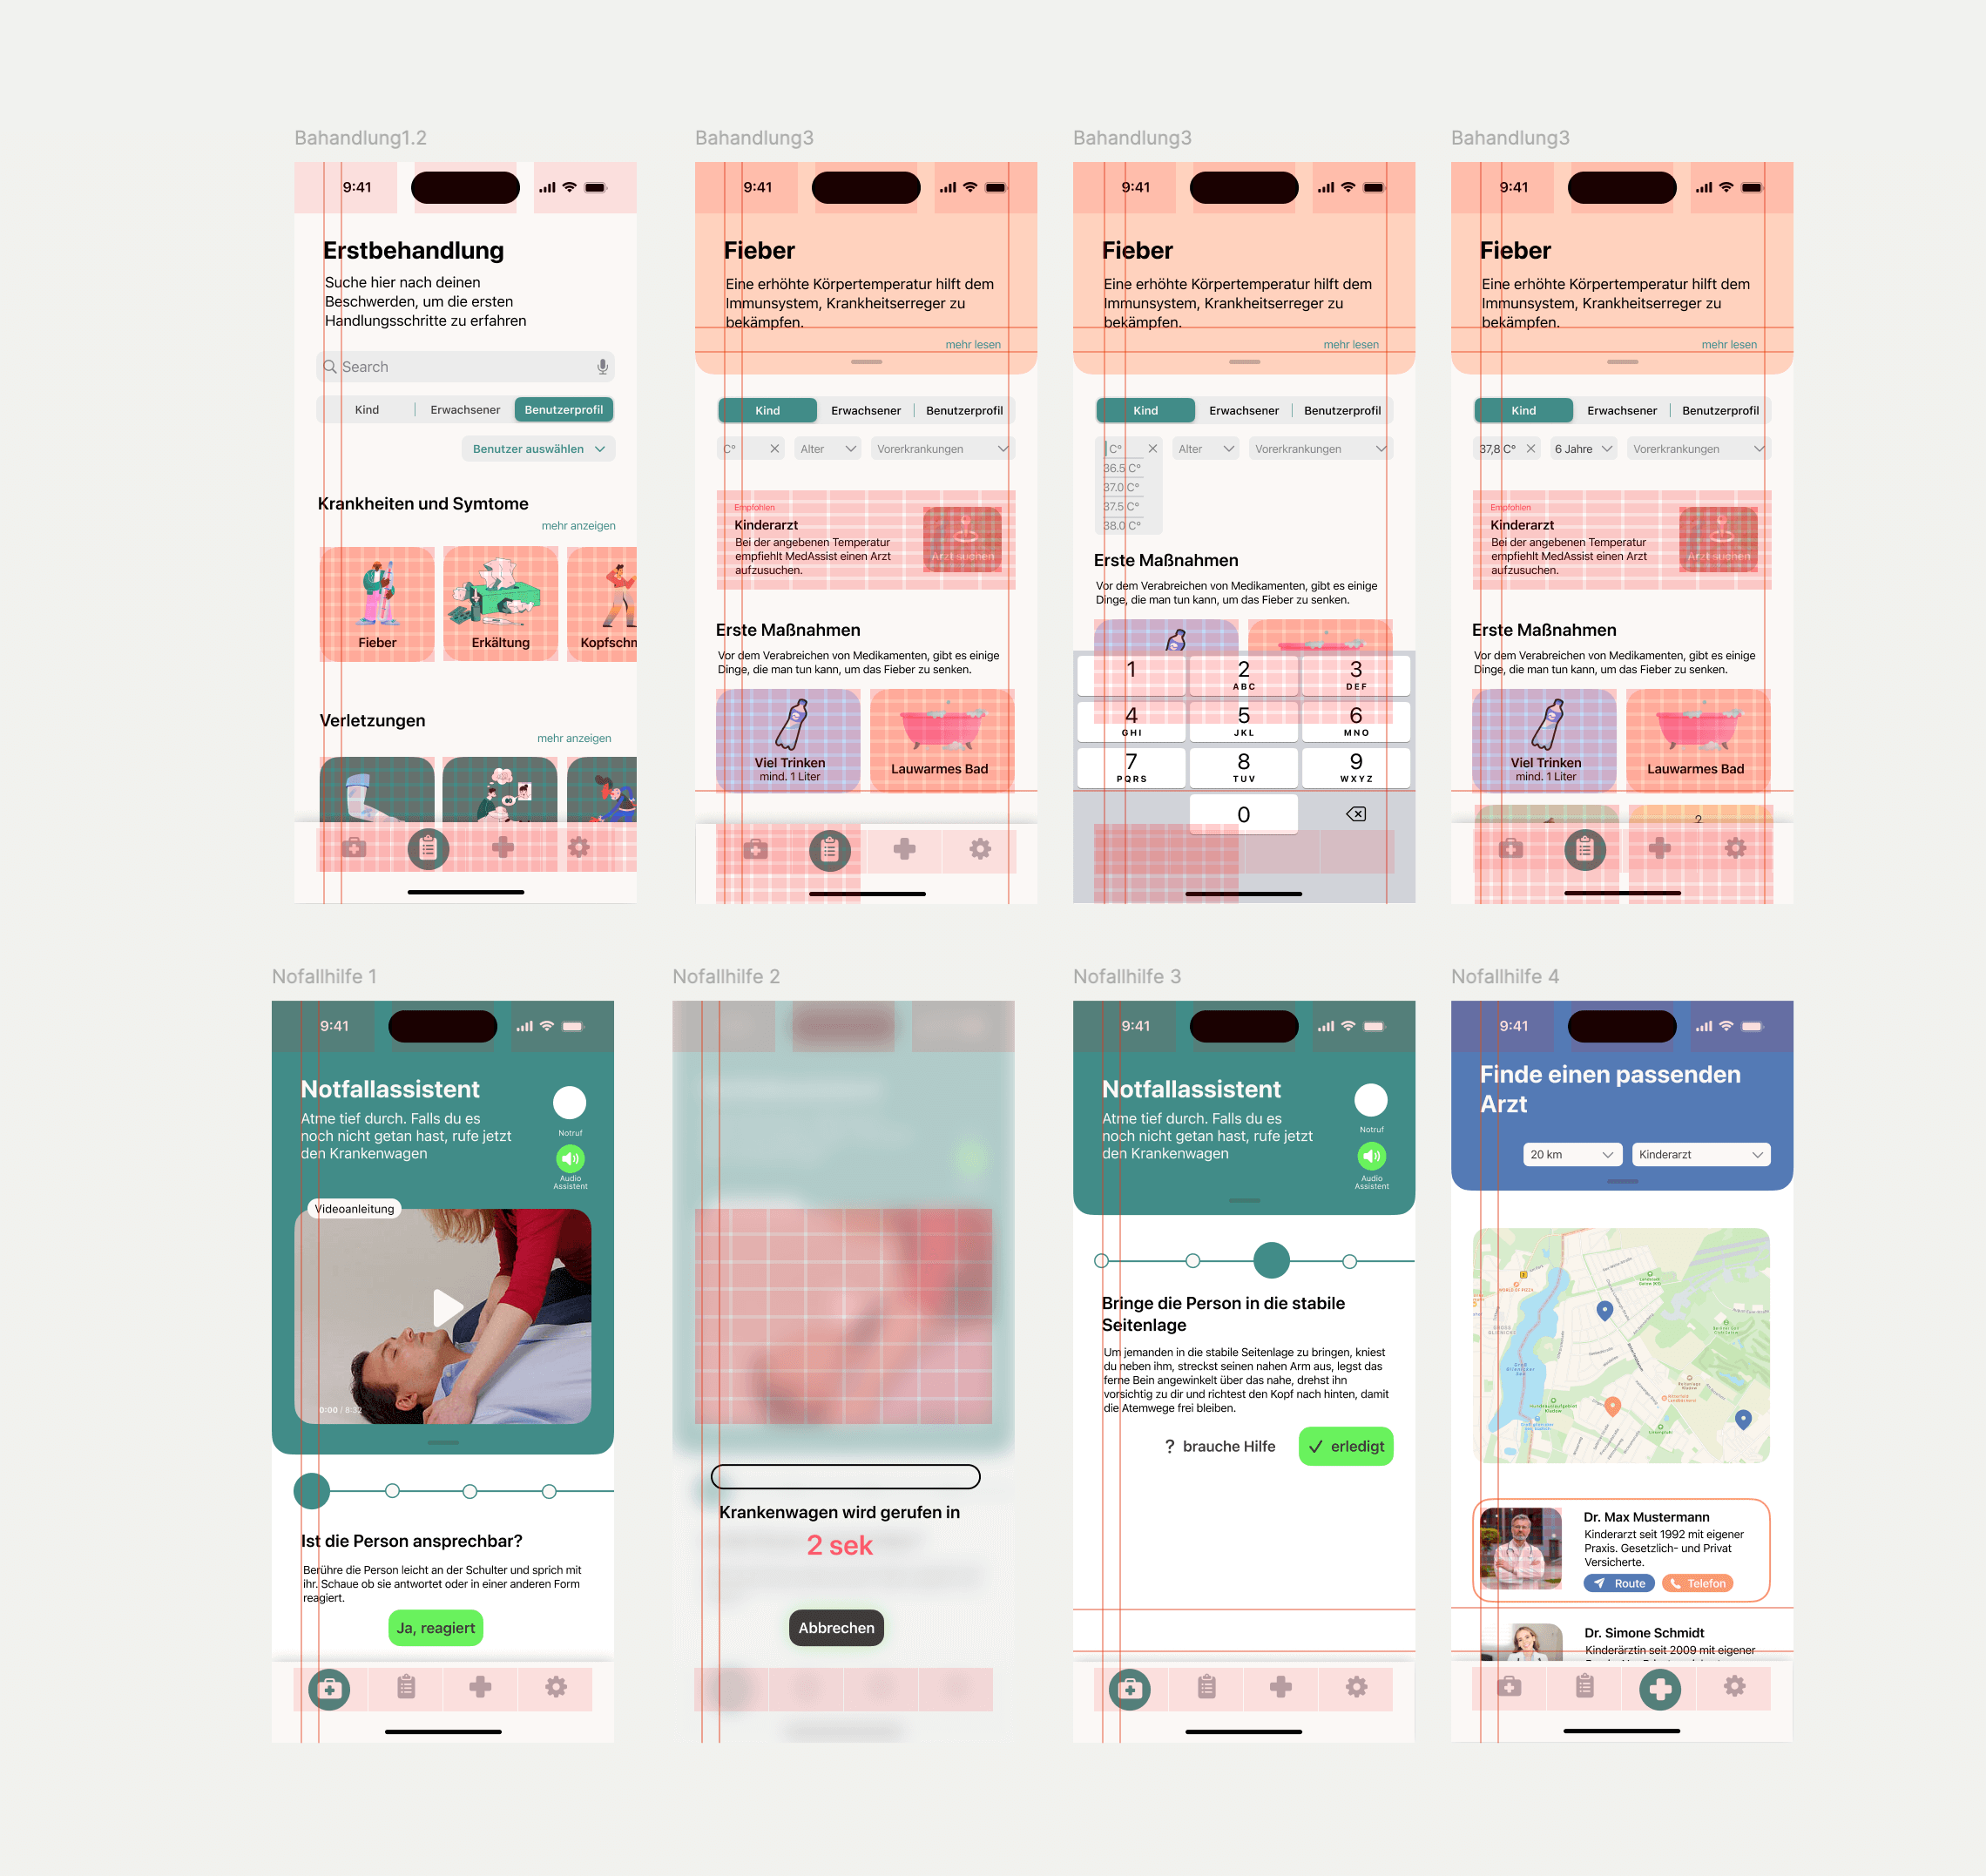 Bahandlung1.2
9:41
Erstbehandlung
Suche hier nach deinen
Beschwerden, um die ersten
Handlungsschritte zu erfahren
Search
Kind
Erwachsener
Benutzerprofil
Benutzer auswählen
Krankheiten und Symtome
mehr anzeigen
Fieber
Erkältung
Kopfschm
Verletzungen
mehr anzeigen
Bahandlung3
9:41
Fieber
Eine erhöhte Körpertemperatur hilft dem
Immunsystem, Krankheitserreger zu
bekämpfen.
mehr lesen
Kind
Erwachsener
Benutzerprofil
C°
Alter
Vorerkrankungen
Empfohlen
Kinderarzt
Bei der angebenen Temperatur
empfiehlt MedAssist einen Arzt
aufzusuchen.
Arzt suchen
Erste Maßnahmen
Vor dem Verabreichen von Medikamenten, gibt es einige
Dinge, die man tun kann, um das Fieber zu senken.
Viel Trinken
mind. 1 Liter
Lauwarmes Bad
Bahandlung3
9:41
Fieber
Eine erhöhte Körpertemperatur hilft dem
Immunsystem, Krankheitserreger zu
bekämpfen.
mehr lesen
Kind
Erwachsener
Benutzerprofil
C°
Alter
Vorerkrankungen
36.5 C°
37.0 C°
37.5 C°
38.0 C°
Erste Maßnahmen
Vor dem Verabreichen von Medikamenten, gibt es einige
Dinge, die man tun kann, um das Fieber zu senken.
1
2
ABC
3
DEF
4
GHI
5
JKL
6
MNO
7
PQRS
8
TUV
9
WXYZ
0
Bahandlung3
9:41
Fieber
Eine erhöhte Körpertemperatur hilft dem
Immunsystem, Krankheitserreger zu
bekämpfen.
mehr lesen
Kind
Erwachsener
Benutzerprofil
37,8 C°
6 Jahre
Vorerkrankungen
Empfohlen
Kinderarzt
Bei der angebenen Temperatur
empfiehlt MedAssist einen Arzt
aufzusuchen.
Arzt suchen
Erste Maßnahmen
Vor dem Verabreichen von Medikamenten, gibt es einige
Dinge, die man tun kann, um das Fieber zu senken.
Viel Trinken
mind. 1 Liter
Lauwarmes Bad
Nofallhilfe 1
9:41
Notfallassistent
Atme tief durch. Falls du es
noch nicht getan hast, rufe jetzt
den Krankenwagen
Notruf
Audio
Assistent
Videoanleitung
0:00 / 8:32
Ist die Person ansprechbar?
Berühre die Person leicht an der Schulter und sprich mit
ihr. Schaue ob sie antwortet oder in einer anderen Form
reagiert.
Ja, reagiert
Nofallhilfe 2
Krankenwagen wird gerufen in
2 sek
Abbrechen
Nofallhilfe 3
9:41
Notfallassistent
Atme tief durch. Falls du es
noch nicht getan hast, rufe jetzt
den Krankenwagen
Notruf
Audio
Assistent
Bringe die Person in die stabile
Seitenlage
Um jemanden in die stabile Seitenlage zu bringen, kniest
du neben ihm, streckst seinen nahen Arm aus, legst das
ferne Bein angewinkelt über das nahe, drehst ihn
vorsichtig zu dir und richtest den Kopf nach hinten, damit
die Atemwege frei bleiben.
? brauche Hilfe
erledigt
Nofallhilfe 4
9:41
Finde einen passenden
Arzt
20 km
Kinderarzt
Dr. Max Mustermann
Kinderarzt seit 1992 mit eigener
Praxis. Gesetzlich- und Privat
Versicherte.
Route
Telefon
Dr. Simone Schmidt
Kinderärztin seit 2009 mit eigener